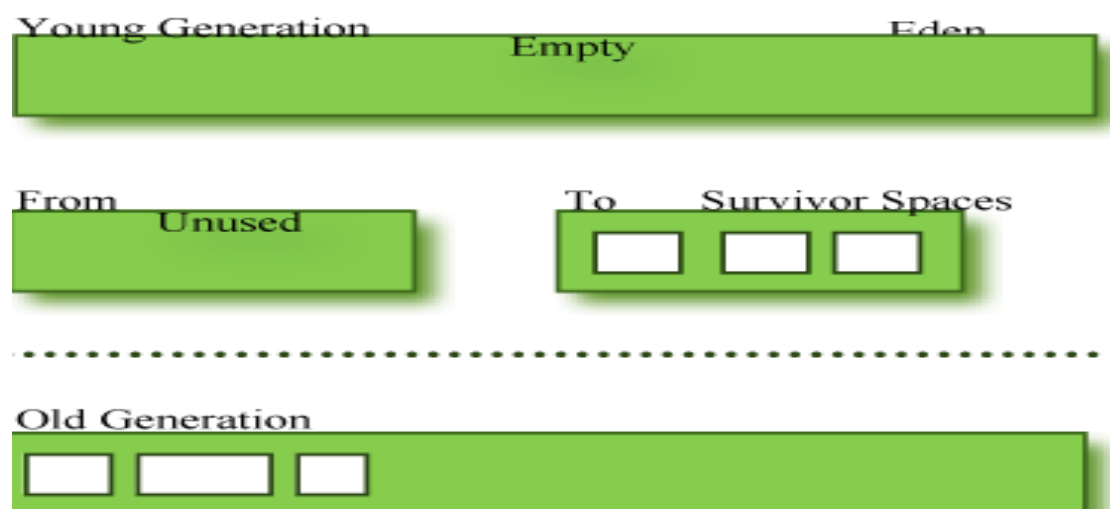 Young Generation Eden
Empty
From To Survivor Spaces
Unused
Old Generation